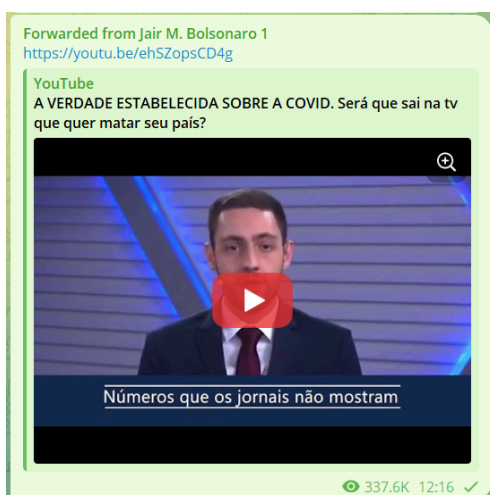 Forwarded from Jair M. Bolsonaro 1
https://youtu.be/ehSZopsCD4g
YouTube
A VERDADE ESTABELECIDA SOBRE A COVID. Será que sai na tv
que quer matar seu país?
Números que os jornais não mostram
337.6K 12:16